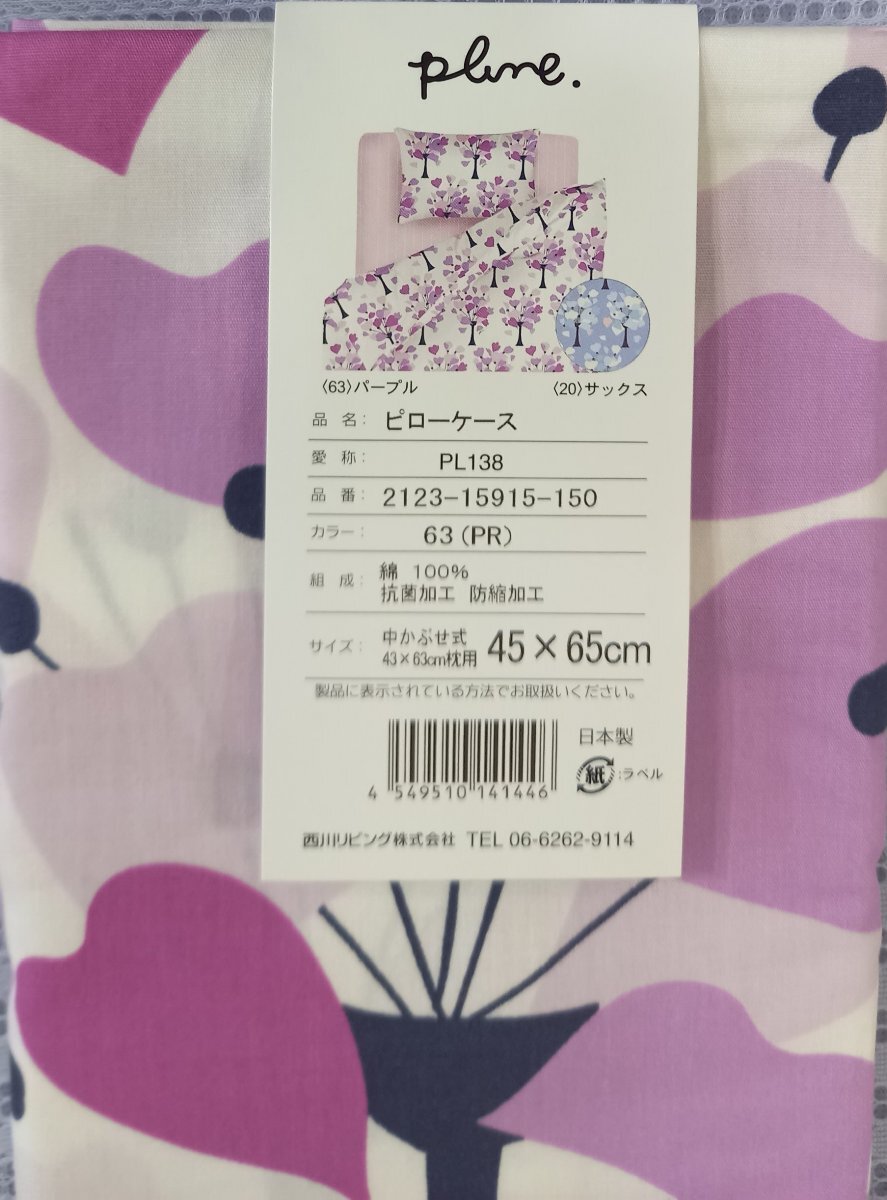 plune.
〈63〉パープル 〈20〉サックス
品 名： ピローケース
愛 称： PL138
品 番： 2123-15915-150
カラー： 63（PR）
組 成： 綿 100%
抗菌加工 防縮加工
サイズ： 中かぶせ式 45×65cm
43×63cm枕用
製品に表示されている方法でお取扱いください。
日本製
紙：ラベル
4 549510 141446
西川リビング株式会社 TEL 06-6262-9114